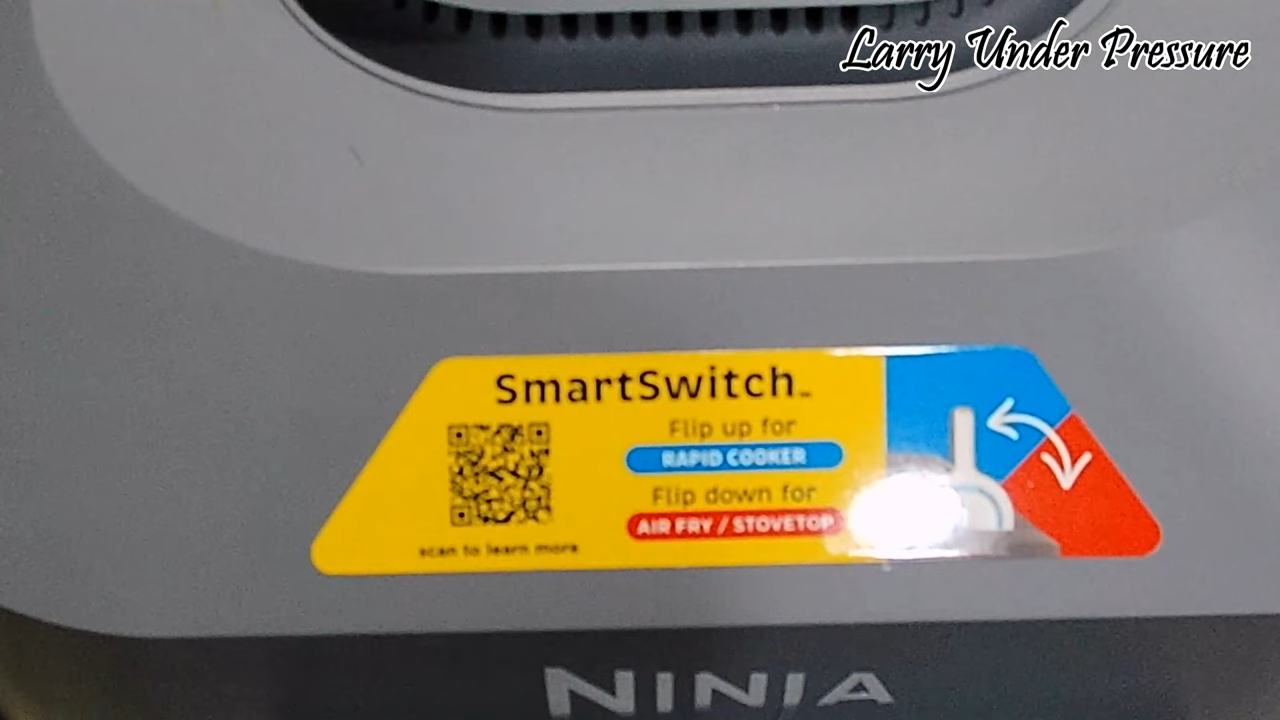 Larry Under Pressure
SmartSwitch™
Flip up for
RAPID COOKER
Flip down for
AIR FRY / STOVETOP
scan to learn more
NINJA